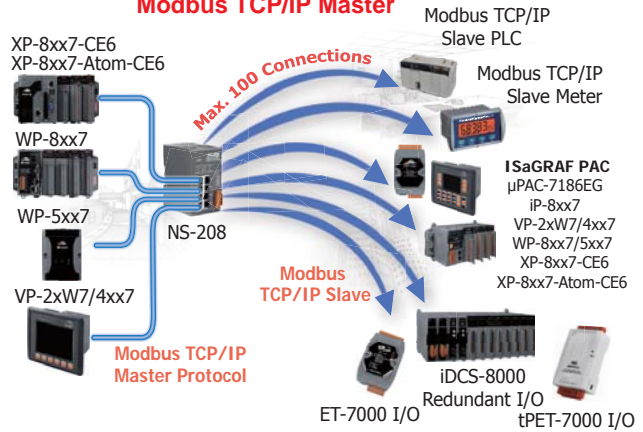 Modbus TCP/IP Master
XP-8xx7-CE6
XP-8xx7-Atom-CE6
WP-8xx7
WP-5xx7
VP-2xW7/4xx7
Modbus TCP/IP
Master Protocol
NS-208
Max. 100 Connections
Modbus
TCP/IP Slave
Modbus TCP/IP
Slave PLC
Modbus TCP/IP
Slave Meter
ISaGRAF PAC
µPAC-7186EG
iP-8xx7
VP-2xW7/4xx7
WP-8xx7/5xx7
XP-8xx7-CE6
XP-8xx7-Atom-CE6
ET-7000 I/O
iDCS-8000
Redundant I/O
tPET-7000 I/O